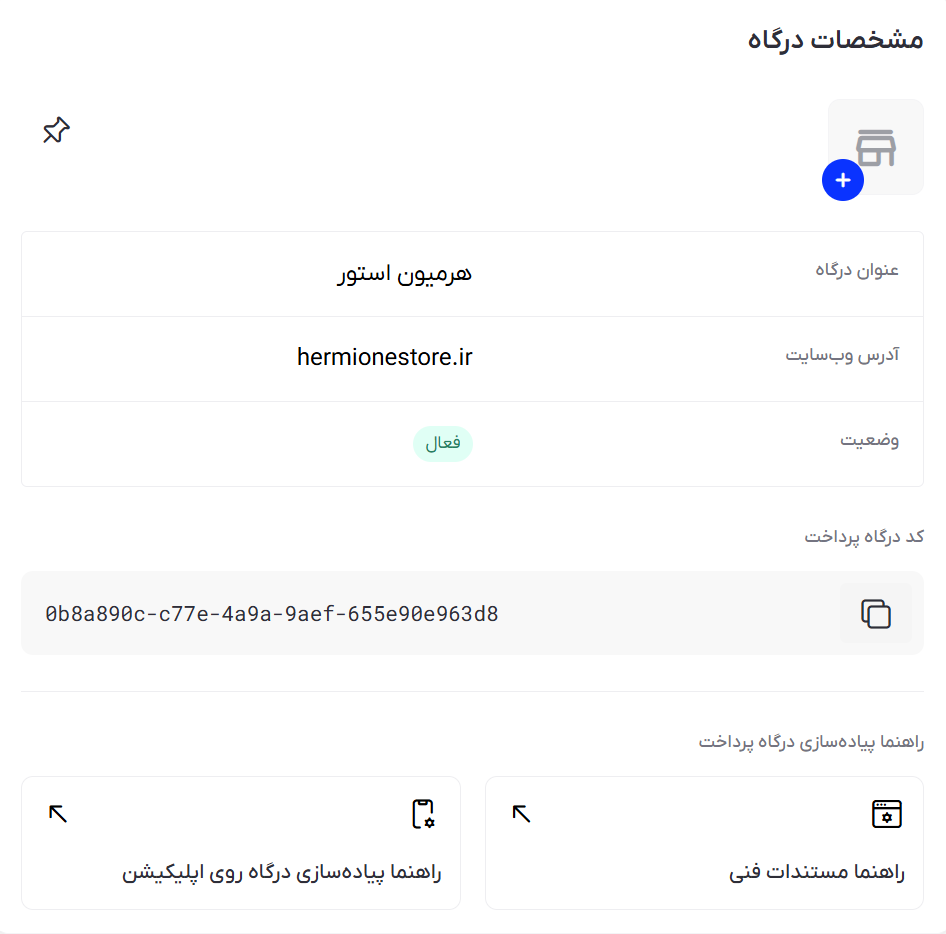 مشخصات درگاه
عنوان درگاه
هرمیون استور
آدرس وب‌سایت
hermionestore.ir
وضعیت
فعال
کد درگاه پرداخت
0b8a890c-c77e-4a9a-9aef-655e90e963d8
راهنما پیاده‌سازی درگاه پرداخت
راهنما مستندات فنی
راهنما پیاده‌سازی درگاه روی اپلیکیشن